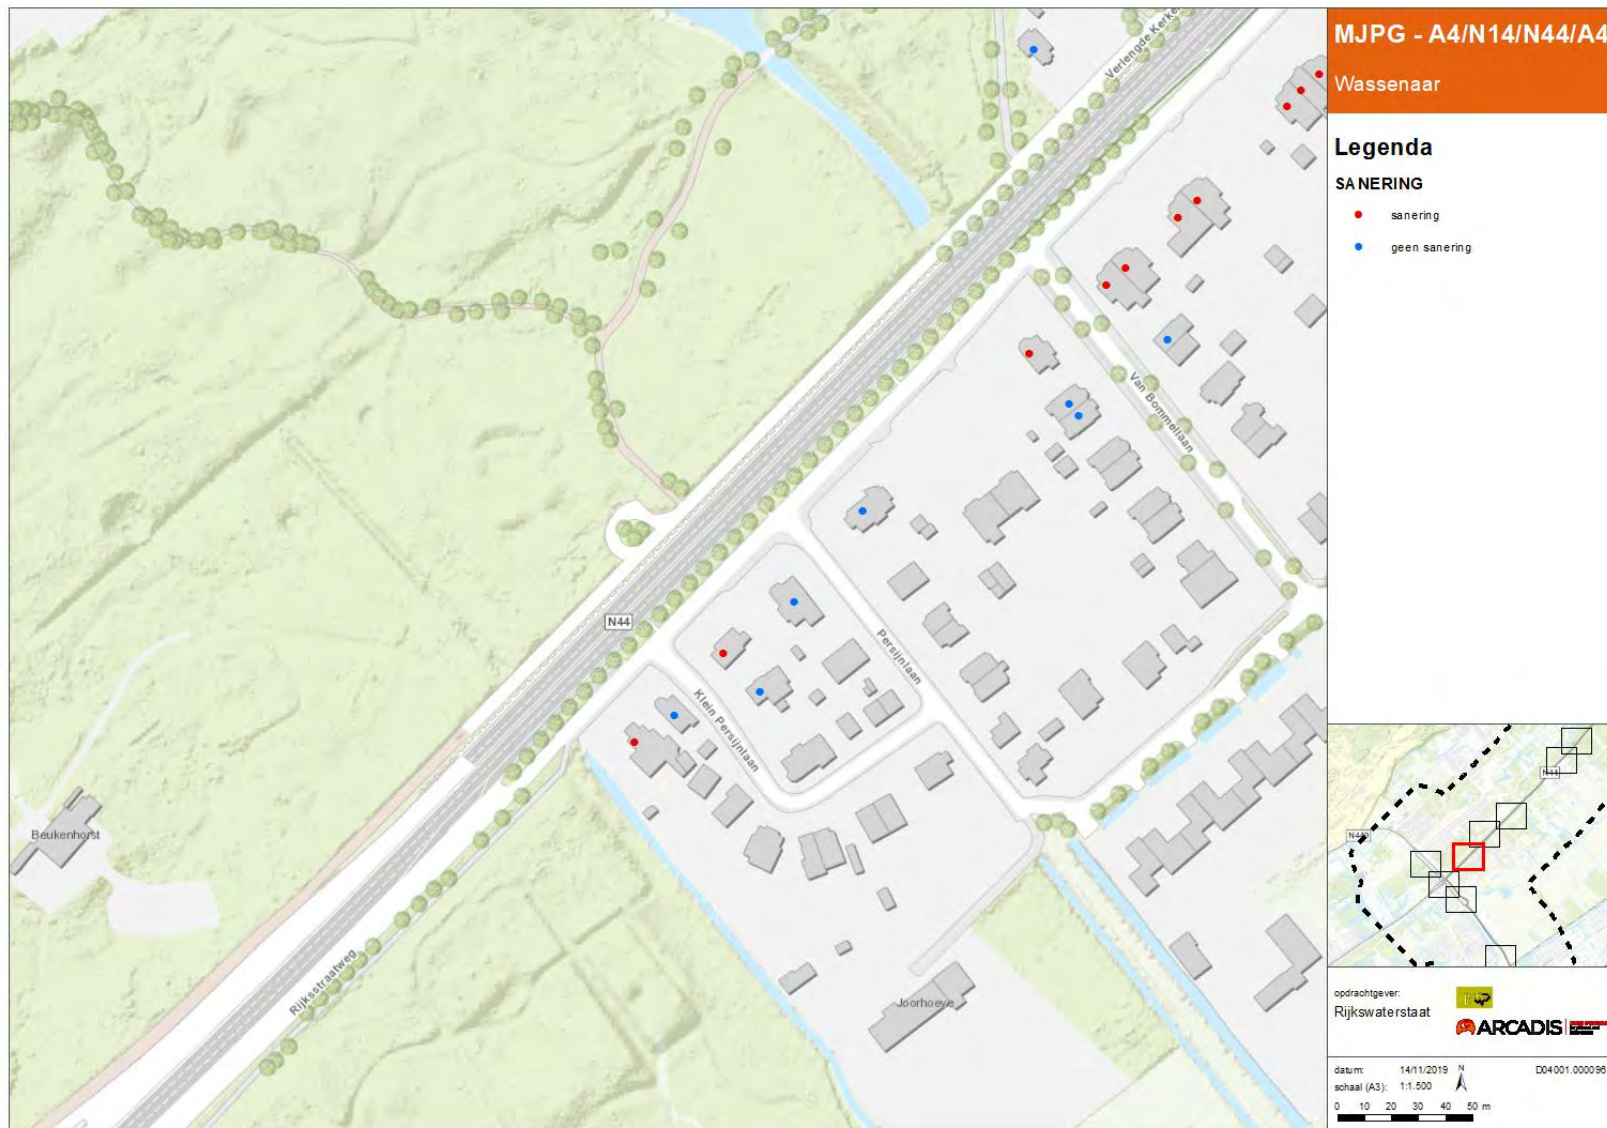 MJPG - A4/N14/N44/A4
Wassenaar
Legenda
SANERING
sanering
geen sanering
Verlengde Kerke
Van Bommellaan
N44
Persijnlaan
Klein Persijnlaan
Beukenhorst
Rijksstraatweg
Joorhoeve
N44
opdrachtgever:
Rijkswaterstaat
ARCADIS
datum: 14/11/2019 N D04001.000096
schaal (A3): 1:1.500
0 10 20 30 40 50 m